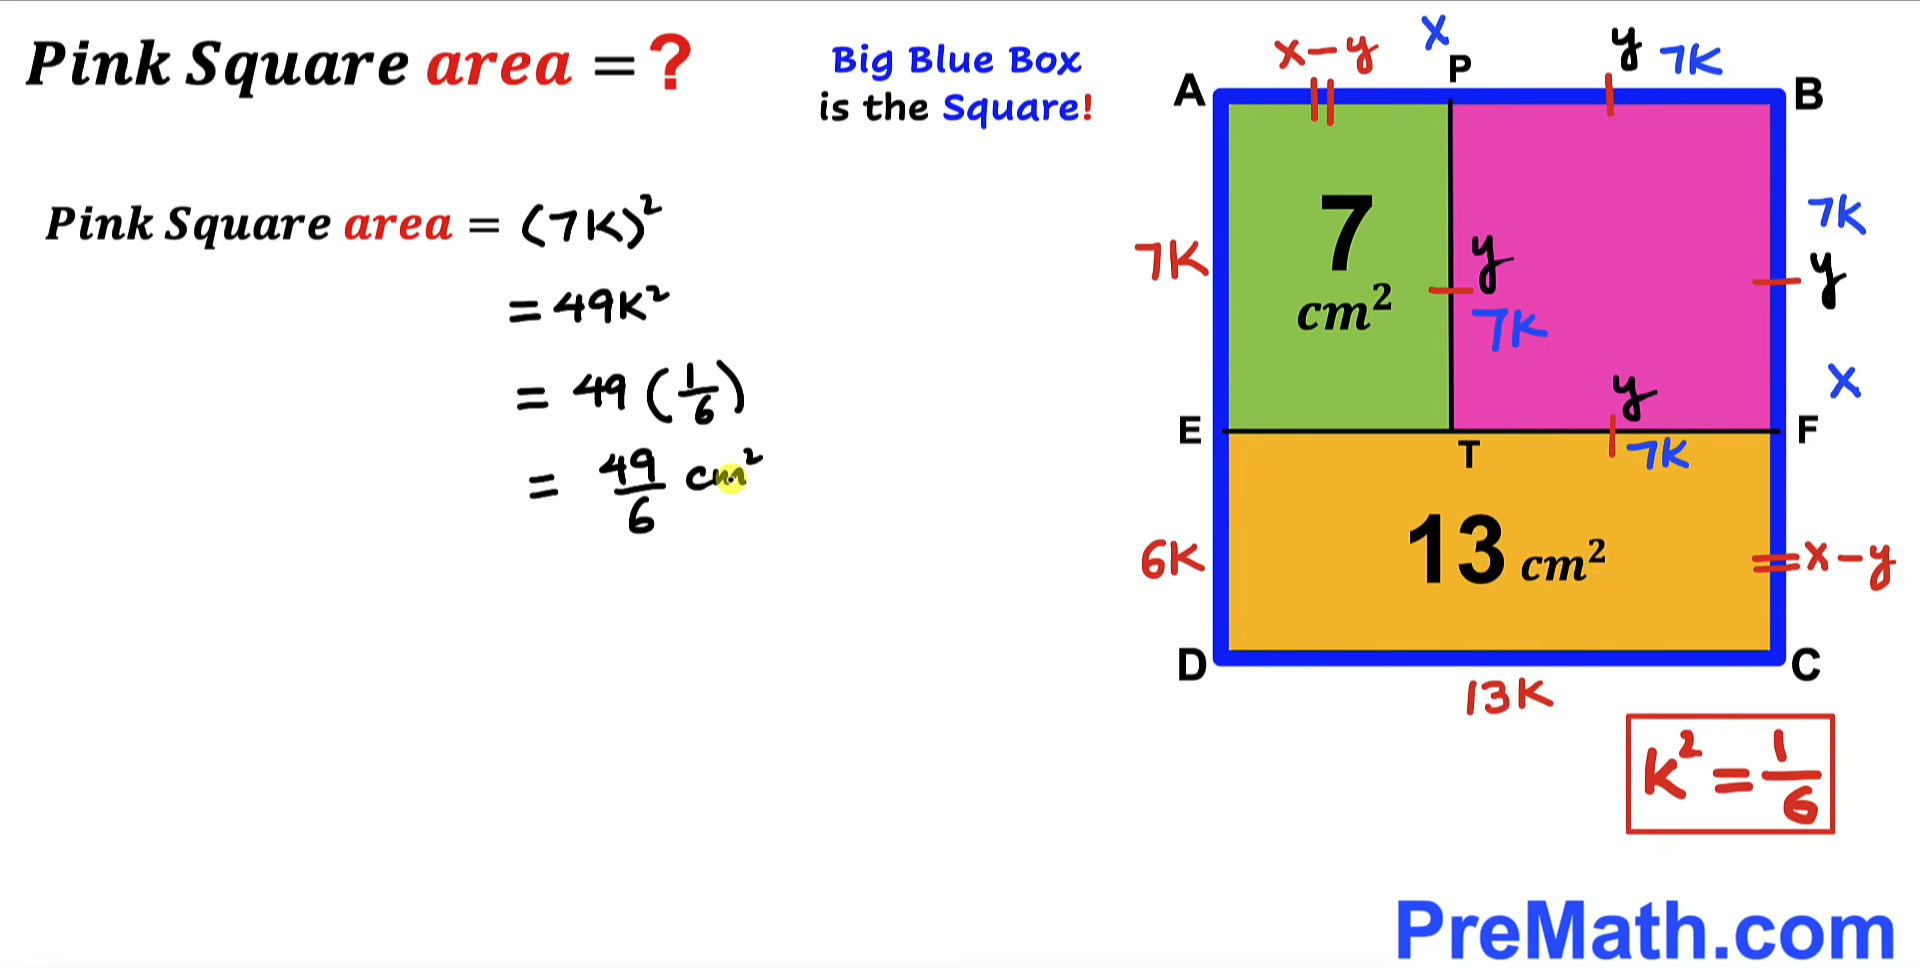 Pink Square area = ?
Big Blue Box
is the Square!
Pink Square area = (7K)²
= 49K²
= 49 (1/6)
= 49/6 cm²
x-y x y 7K
A P B
7 cm²
7K y 7K
7K y
y x
E T 7K F
13 cm²
6K x-y
D C
13K
K² = 1/6
PreMath.com